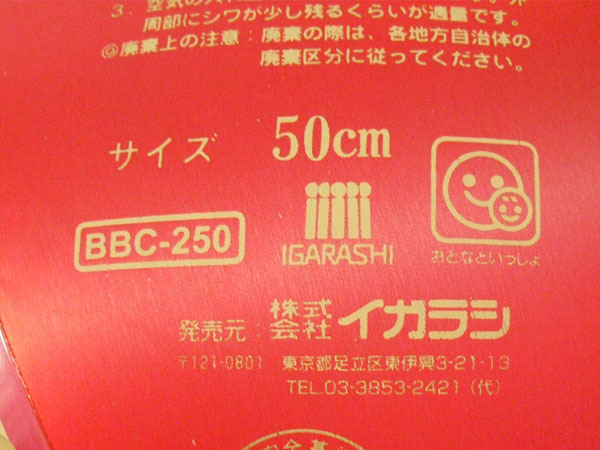 3. 空気の
周部にシワが少し残るくらいが適量です。
◎廃棄上の注意：廃棄の際は、各地方自治体の
廃棄区分に従ってください。
サイズ 50cm
BBC-250
IGARASHI
おとなといっしょ
発売元：株式会社イガラシ
〒121-0801 東京都足立区東伊興3-21-13
TEL.03-3853-2421（代）